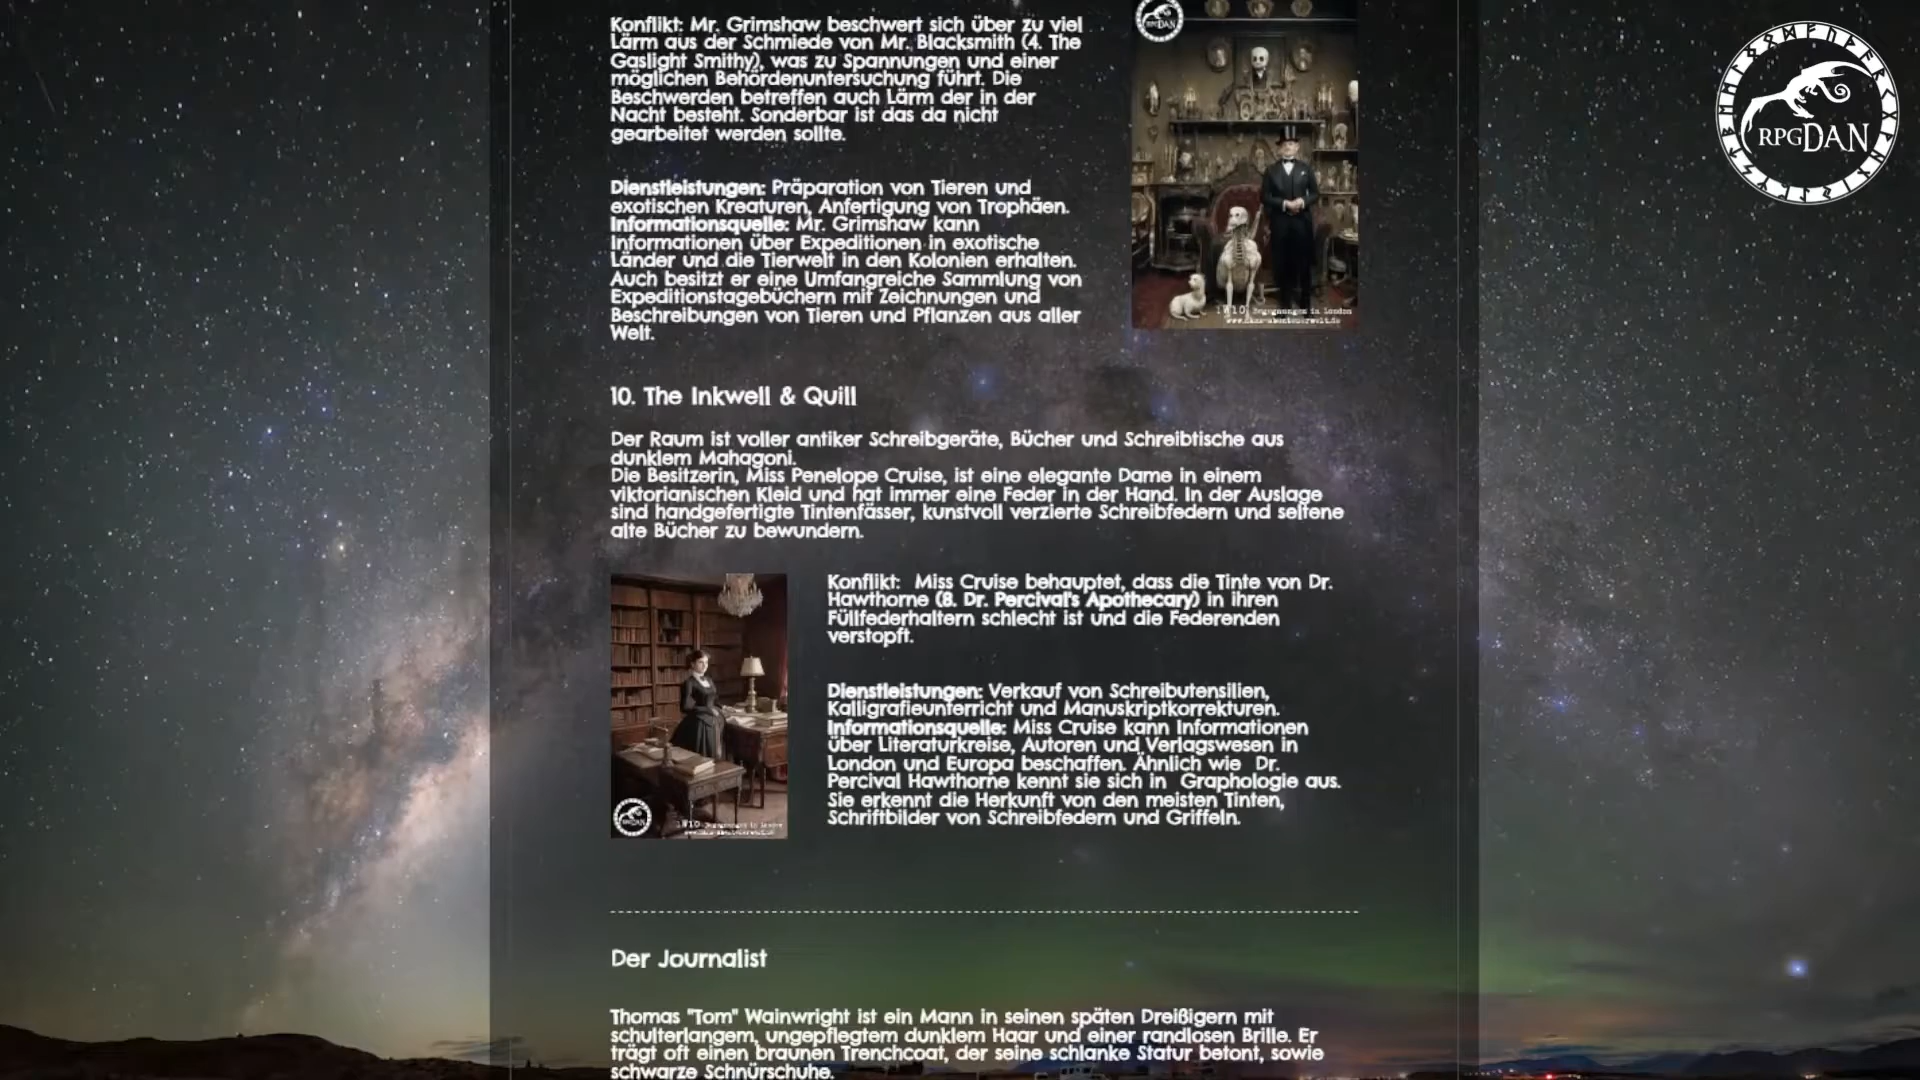 Konflikt: Mr. Grimshaw beschwert sich über zu viel
Lärm aus der Schmiede von Mr. Blacksmith (4. The
Gaslight Smithy), was zu Spannungen und einer
möglichen Behördenuntersuchung führt. Die
Beschwerden betreffen auch Lärm der in der
Nacht besteht. Sonderbar ist das da nicht
gearbeitet werden sollte.
Dienstleistungen: Präparation von Tieren und
exotischen Kreaturen, Anfertigung von Trophäen.
Informationsquelle: Mr. Grimshaw kann
Informationen über Expeditionen in exotische
Länder und die Tierwelt in den Kolonien erhalten.
Auch besitzt er eine Umfangreiche Sammlung von
Expeditionstagebüchern mit Zeichnungen und
Beschreibungen von Tieren und Pflanzen aus aller
Welt.
RPGDAN
1W10 Begegnungen in London
RPGDAN
10. The Inkwell & Quill
Der Raum ist voller antiker Schreibgeräte, Bücher und Schreibtische aus
dunklem Mahagoni.
Die Besitzerin, Miss Penelope Cruise, ist eine elegante Dame in einem
viktorianischen Kleid und hat immer eine Feder in der Hand. In der Auslage
sind handgefertigte Tintenfässer, kunstvoll verzierte Schreibfedern und seltene
alte Bücher zu bewundern.
Konflikt: Miss Cruise behauptet, dass die Tinte von Dr.
Hawthorne (8. Dr. Percival's Apothecary) in ihren
Füllfederhaltern schlecht ist und die Federenden
verstopft.
Dienstleistungen: Verkauf von Schreibutensilien,
Kalligrafieunterricht und Manuskriptkorrekturen.
Informationsquelle: Miss Cruise kann Informationen
über Literaturkreise, Autoren und Verlagswesen in
London und Europa beschaffen. Ähnlich wie Dr.
Percival Hawthorne kennt sie sich in Graphologie aus.
Sie erkennt die Herkunft von den meisten Tinten,
Schriftbilder von Schreibfedern und Griffeln.
RPGDAN
1W10 Begegnungen in London
Der Journalist
Thomas "Tom" Wainwright ist ein Mann in seinen späten Dreißigern mit
schulterlangem, ungepflegtem dunklem Haar und einer randlosen Brille. Er
trägt oft einen braunen Trenchcoat, der seine schlanke Statur betont, sowie
schwarze Schnürschuhe.